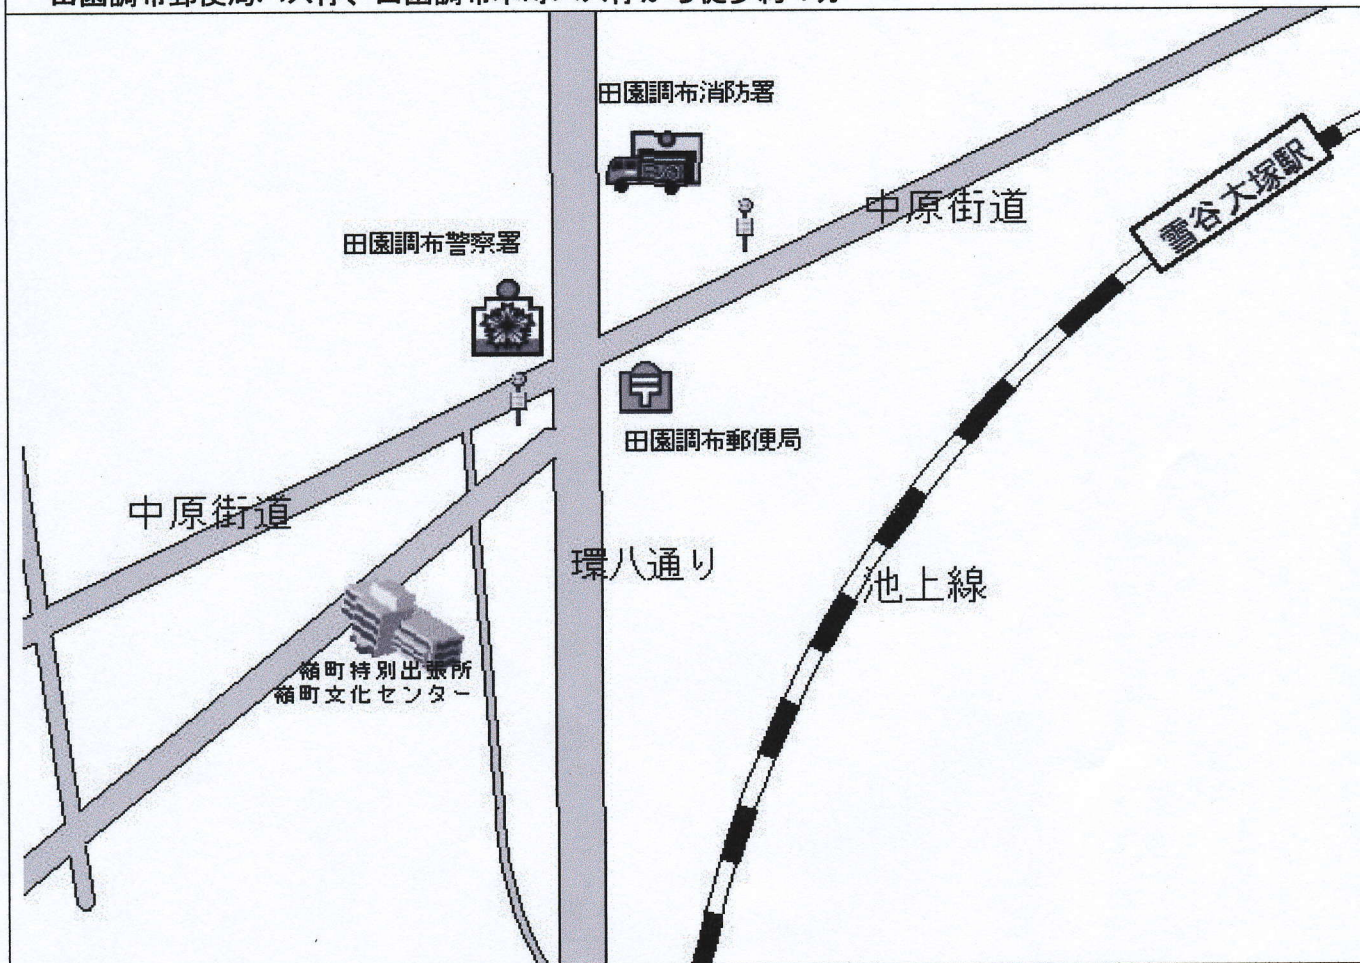 田園調布消防署
中原街道
雪谷大塚駅
田園調布警察署
田園調布郵便局
中原街道
環八通り
池上線
嶺町特別出張所
嶺町文化センター